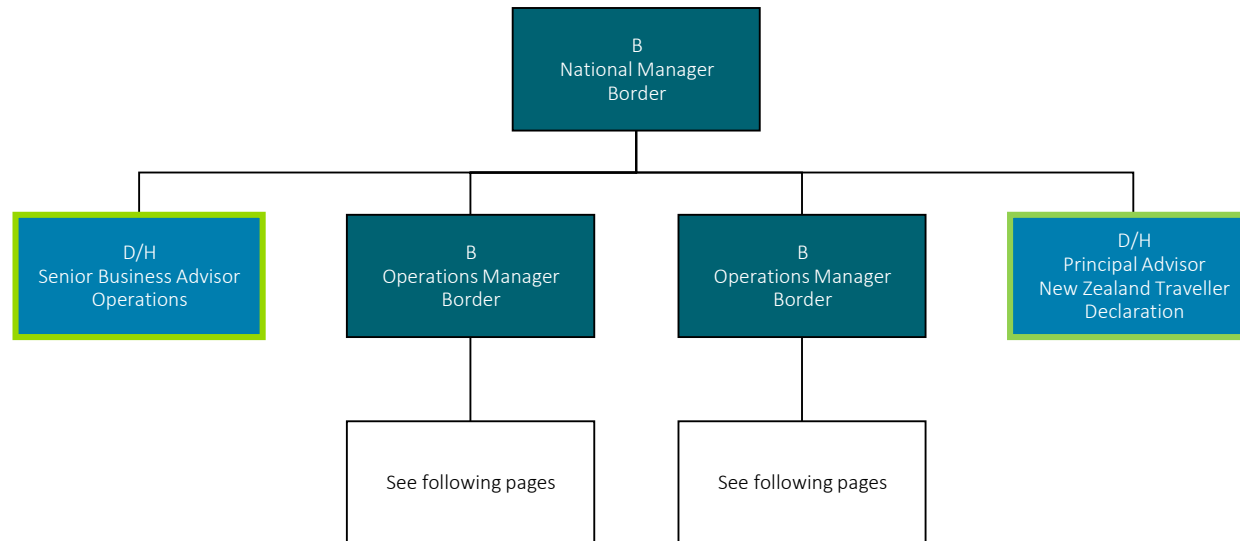 B
National Manager
Border
D/H
Senior Business Advisor
Operations
B
Operations Manager
Border
B
Operations Manager
Border
D/H
Principal Advisor
New Zealand Traveller
Declaration
See following pages
See following pages